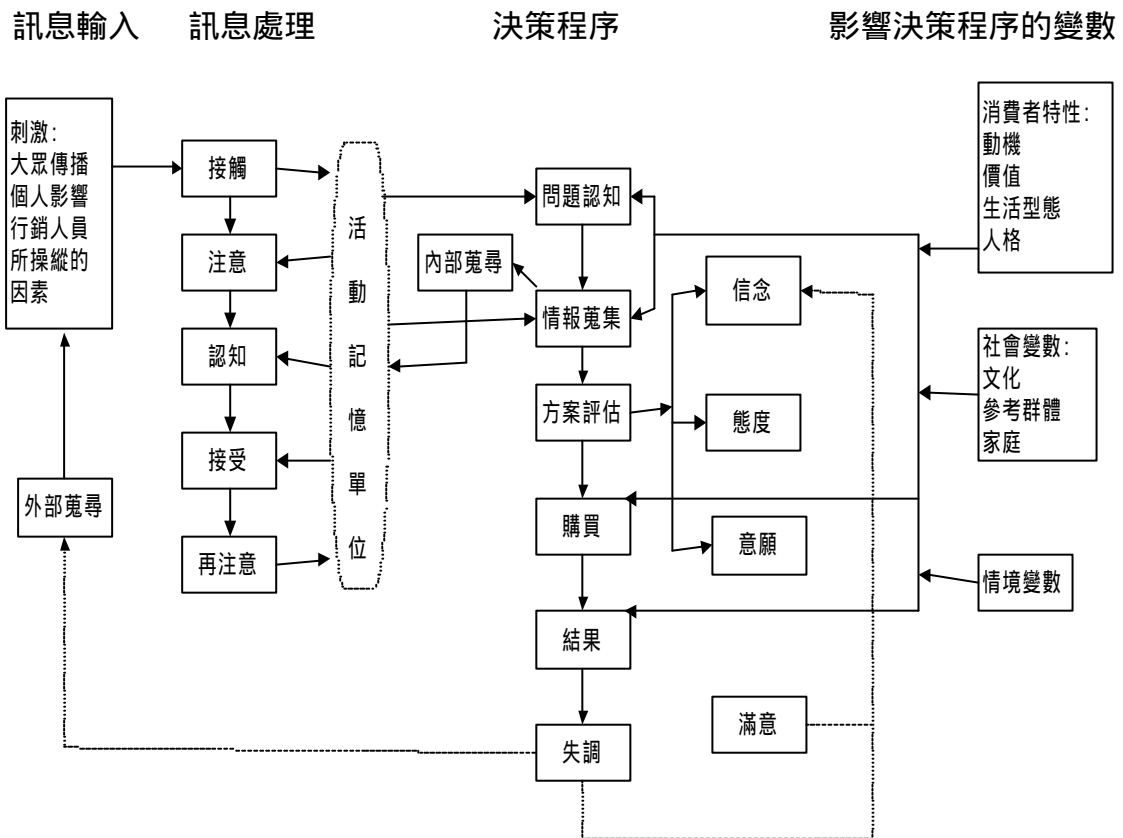 訊息輸入
訊息處理
決策程序
影響決策程序的變數
刺激:
大眾傳播
個人影響
行銷人員
所操縱的
因素
外部蒐尋
接觸
注意
認知
接受
再注意
活
動
記
憶
單
位
內部蒐尋
問題認知
情報蒐集
方案評估
購買
結果
失調
信念
態度
意願
滿意
消費者特性:
動機
價值
生活型態
人格
社會變數:
文化
參考群體
家庭
情境變數